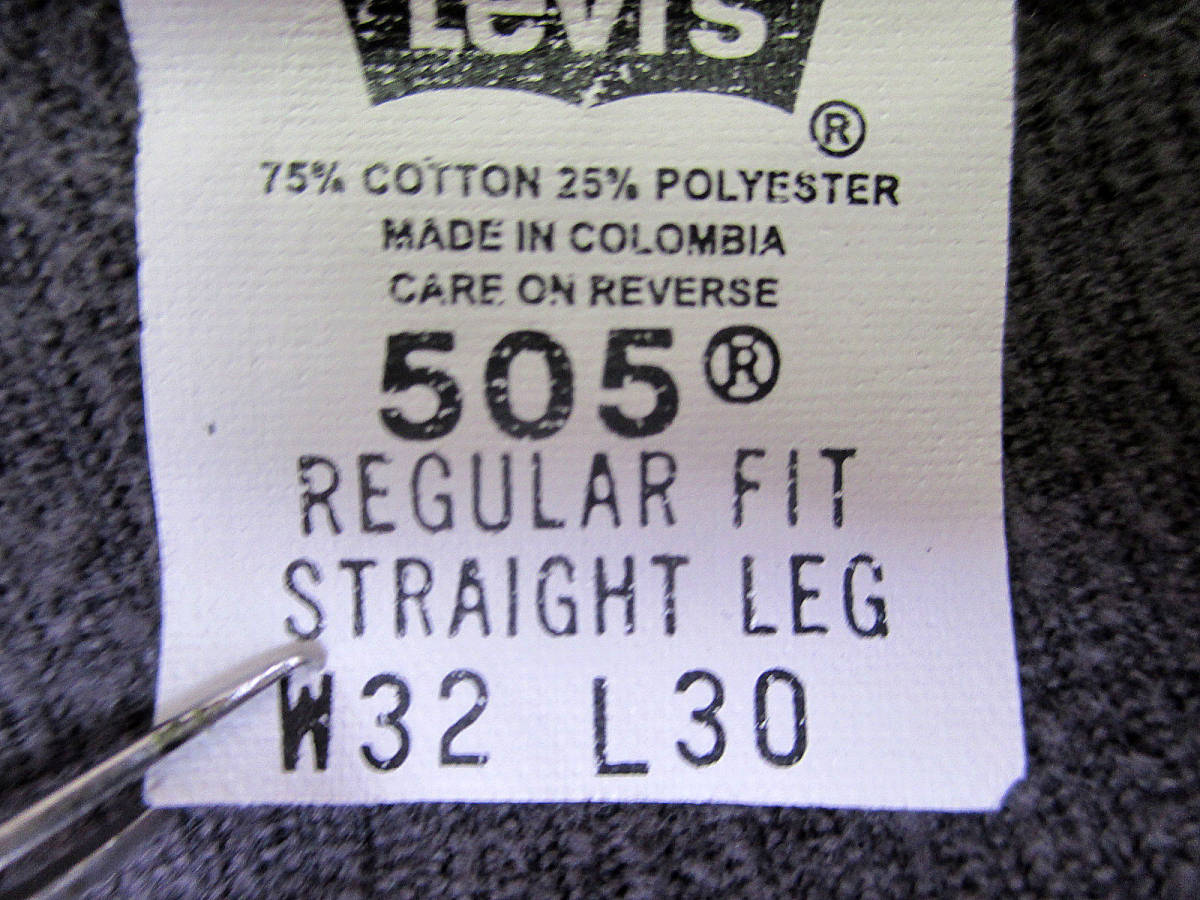 Levi's
®
75% COTTON 25% POLYESTER
MADE IN COLOMBIA
CARE ON REVERSE
505®
REGULAR FIT
STRAIGHT LEG
W32 L30